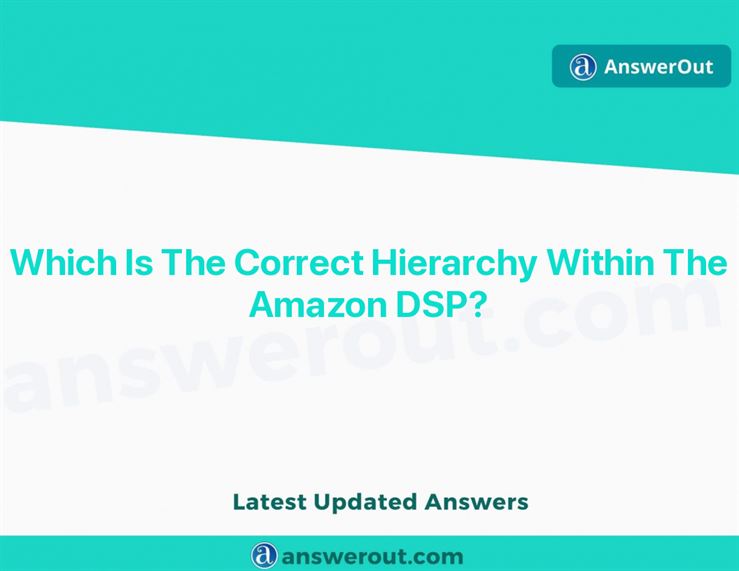 AnswerOut
Which Is The Correct Hierarchy Within The
Amazon DSP?
answerout.com
Latest Updated Answers
answerout.com